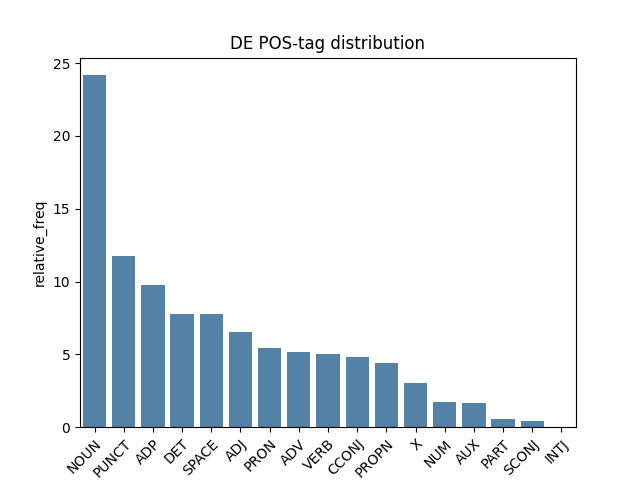 DE POS-tag distribution
relative_freq
25
20
15
10
5
0
NOUN
PUNCT
ADP
DET
SPACE
ADJ
PRON
ADV
VERB
CCONJ
PROPN
X
NUM
AUX
PART
SCONJ
INTJ